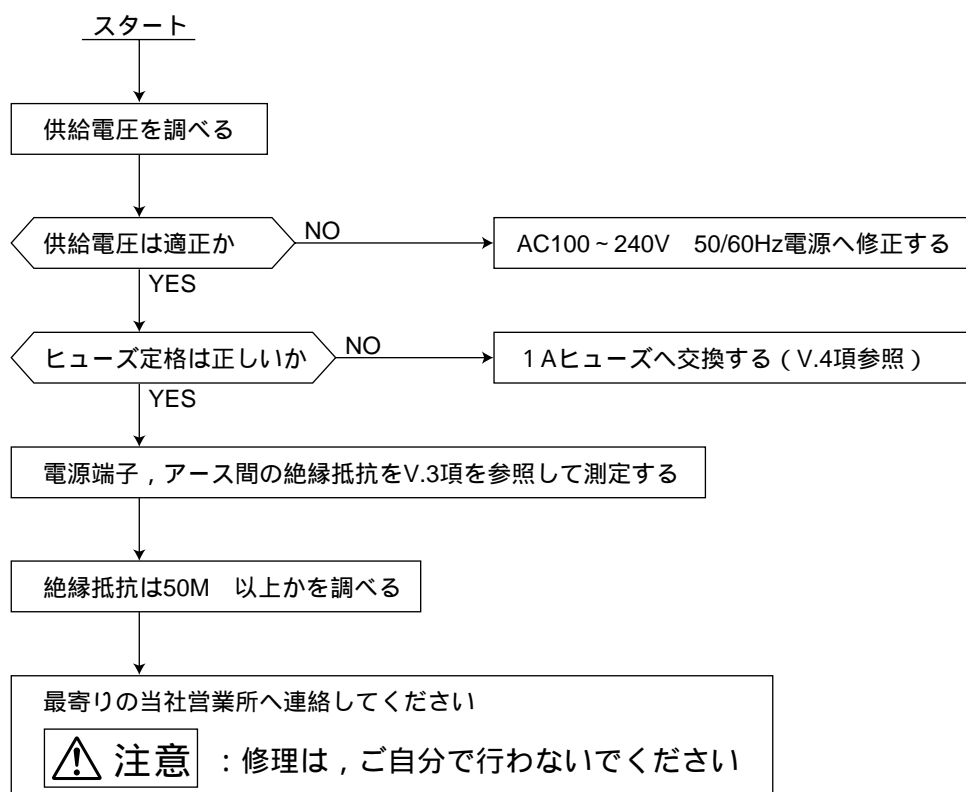 スタート
供給電圧を調べる
供給電圧は適正か
NO
AC100～240V　50/60Hz電源へ修正する
YES
ヒューズ定格は正しいか
NO
１Aヒューズへ交換する（V.4項参照）
YES
電源端子，アース間の絶縁抵抗をV.3項を参照して測定する
絶縁抵抗は50M　以上かを調べる
最寄りの当社営業所へ連絡してください
注意：修理は，ご自分で行わないでください